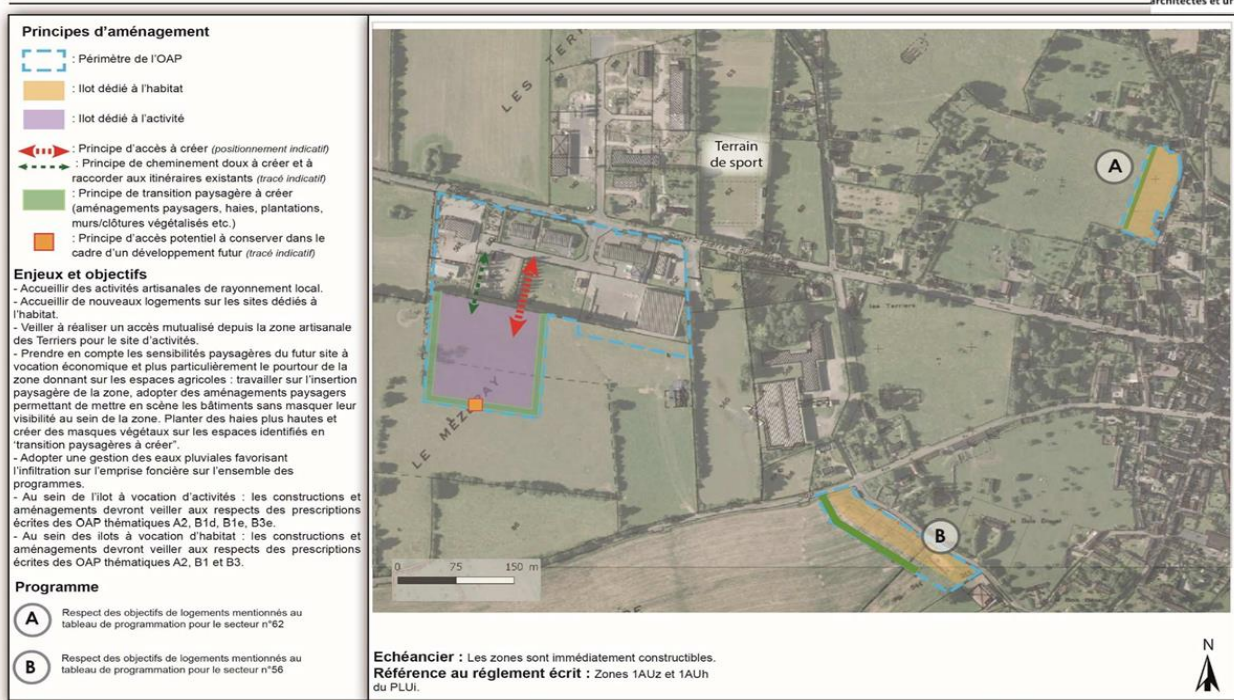 architectes et ur
Principes d'aménagement
: Périmètre de l'OAP
: Ilot dédié à l'habitat
: Ilot dédié à l'activité
: Principe d'accès à créer (positionnement indicatif)
: Principe de cheminement doux à créer et à
raccorder aux itinéraires existants (tracé indicatif)
: Principe de transition paysagère à créer
(aménagements paysagers, haies, plantations,
murs/clôtures végétalisés etc.)
: Principe d'accès potentiel à conserver dans le
cadre d'un développement futur (tracé indicatif)
Enjeux et objectifs
- Accueillir des activités artisanales de rayonnement local.
- Accueillir de nouveaux logements sur les sites dédiés à
l'habitat.
- Veiller à réaliser un accès mutualisé depuis la zone artisanale
des Terriers pour le site d'activités.
- Prendre en compte les sensibilités paysagères du futur site à
vocation économique et plus particulièrement le pourtour de la
zone donnant sur les espaces agricoles : travailler sur l'insertion
paysagère de la zone, adopter des aménagements paysagers
permettant de mettre en scène les bâtiments sans masquer leur
visibilité au sein de la zone. Planter des haies plus hautes et
créer des masques végétaux sur les espaces identifiés en
"transition paysagères à créer".
- Adopter une gestion des eaux pluviales favorisant
l'infiltration sur l'emprise foncière sur l'ensemble des
programmes.
- Au sein de l'ilot à vocation d'activités : les constructions et
aménagements devront veiller aux respects des prescriptions
écrites des OAP thématiques A2, B1d, B1e, B3e.
- Au sein des ilots à vocation d'habitat : les constructions et
aménagements devront veiller aux respects des prescriptions
écrites des OAP thématiques A2, B1 et B3.
Programme
A
Respect des objectifs de logements mentionnés au
tableau de programmation pour le secteur n°62
B
Respect des objectifs de logements mentionnés au
tableau de programmation pour le secteur n°56
LES TERR
Terrain
de sport
A
les Terriers
LE MÉZERAY
B
0 75 150 m
Echéancier : Les zones sont immédiatement constructibles.
Référence au réglement écrit : Zones 1AUz et 1AUh
du PLUi.
N